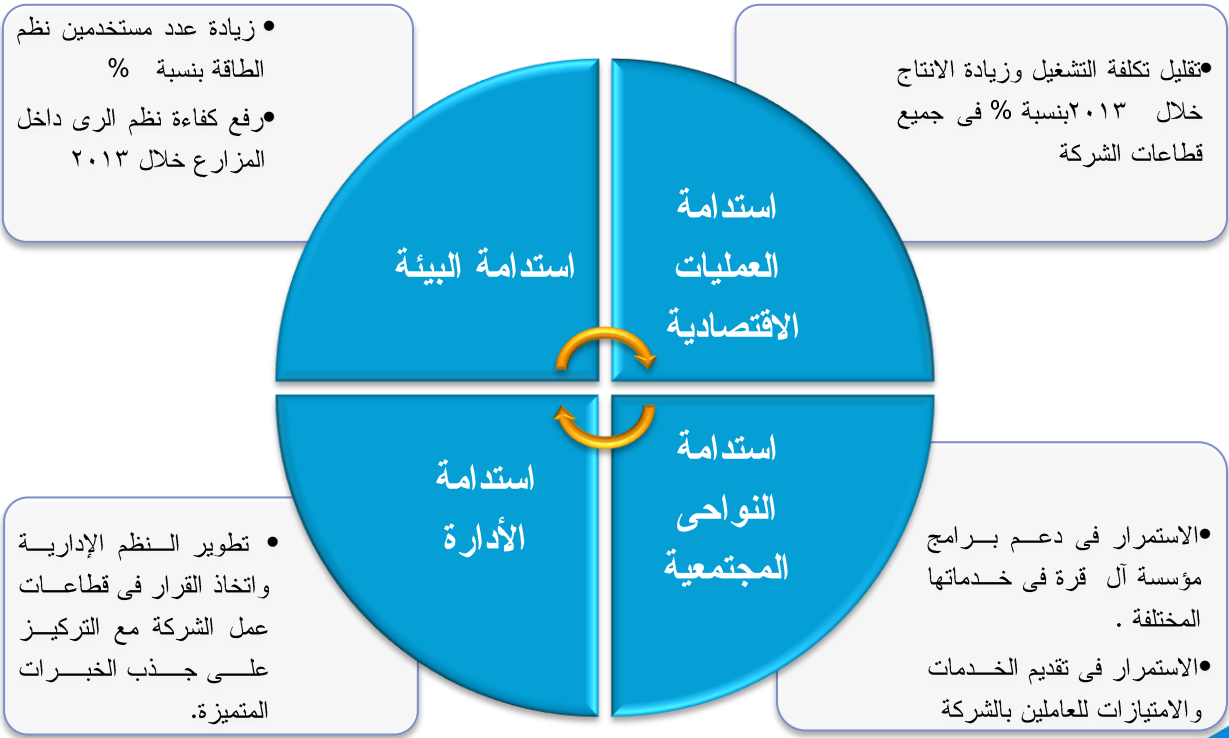 •تقليل تكلفة التشغيل وزيادة الانتاج
خلال ٢٠١٣بنسبة % فى جميع
قطاعات الشركة
• زيادة عدد مستخدمين نظم
الطاقة بنسبة %
•رفع كفاءة نظم الرى داخل
المزارع خلال ٢٠١٣
استدامة
العمليات
الاقتصادية
استدامة البيئة
استدامة
النواحى
المجتمعية
استدامة
الأدارة
•الاستمرار فى دعم برامج
مؤسسة آل قرة فى خدماتها
المختلفة .
•الاستمرار فى تقديم الخدمات
والامتيازات للعاملين بالشركة
• تطوير النظم الإدارية
واتخاذ القرار فى قطاعات
عمل الشركة مع التركيز
على جذب الخبرات
المتميزة.